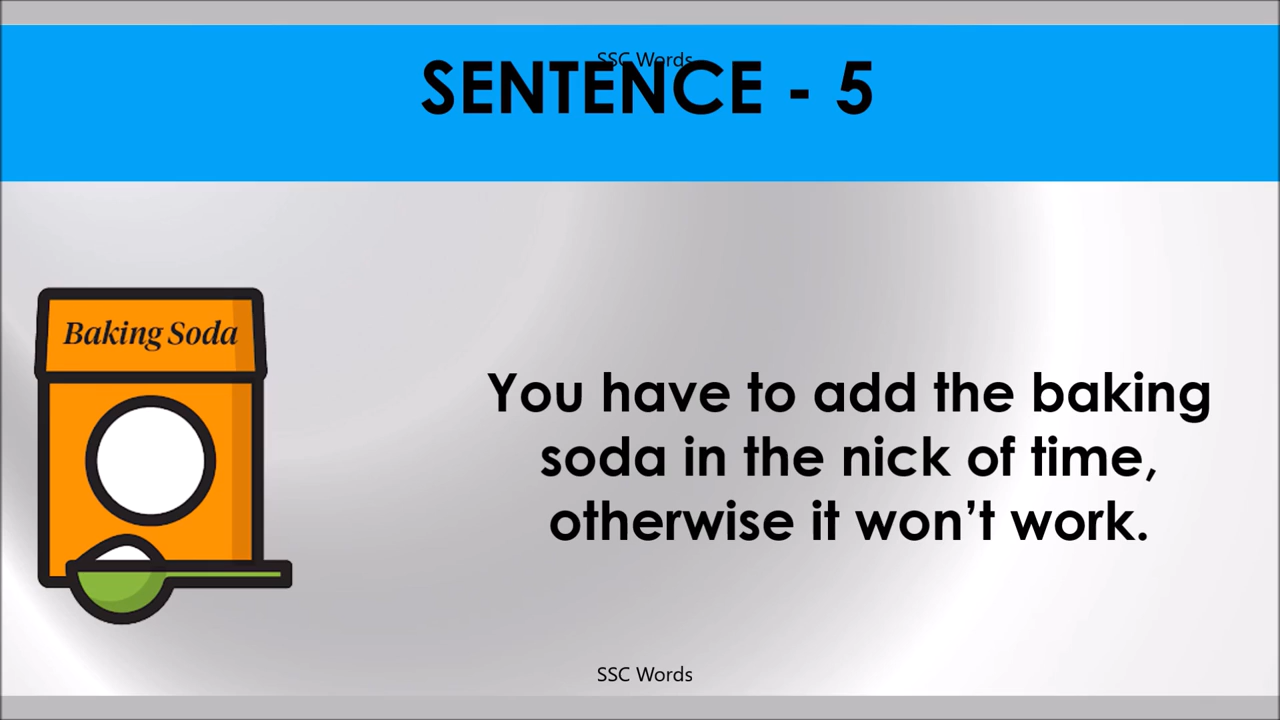 SSC Words
SENTENCE - 5
Baking Soda
You have to add the baking
soda in the nick of time,
otherwise it won’t work.
SSC Words